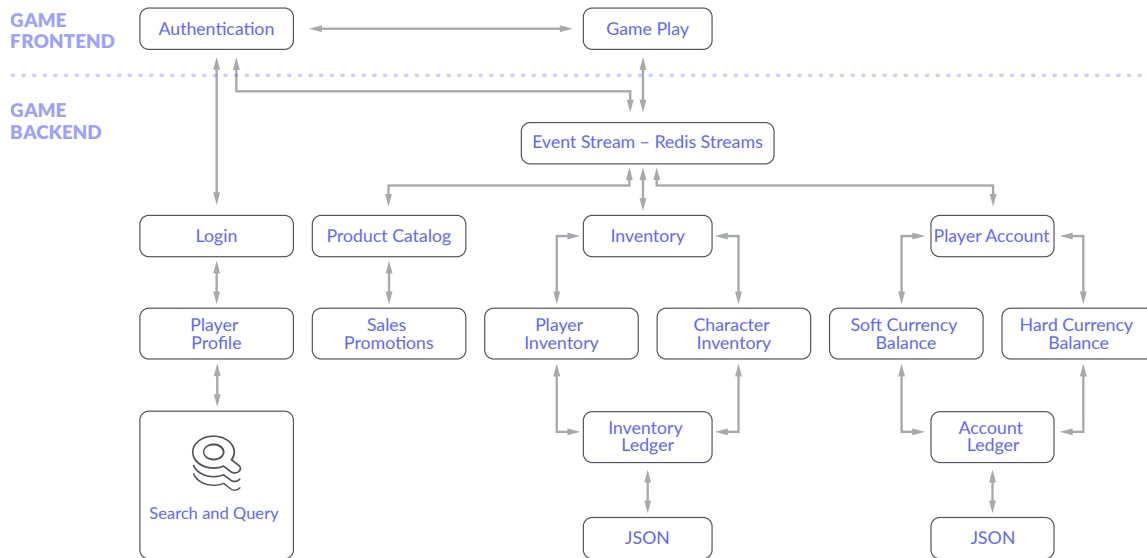 GAME
FRONTEND
Authentication
Game Play
GAME
BACKEND
Event Stream – Redis Streams
Login
Product Catalog
Inventory
Player Account
Player
Profile
Sales
Promotions
Player
Inventory
Character
Inventory
Soft Currency
Balance
Hard Currency
Balance
Inventory
Ledger
Account
Ledger
Search and Query
JSON
JSON